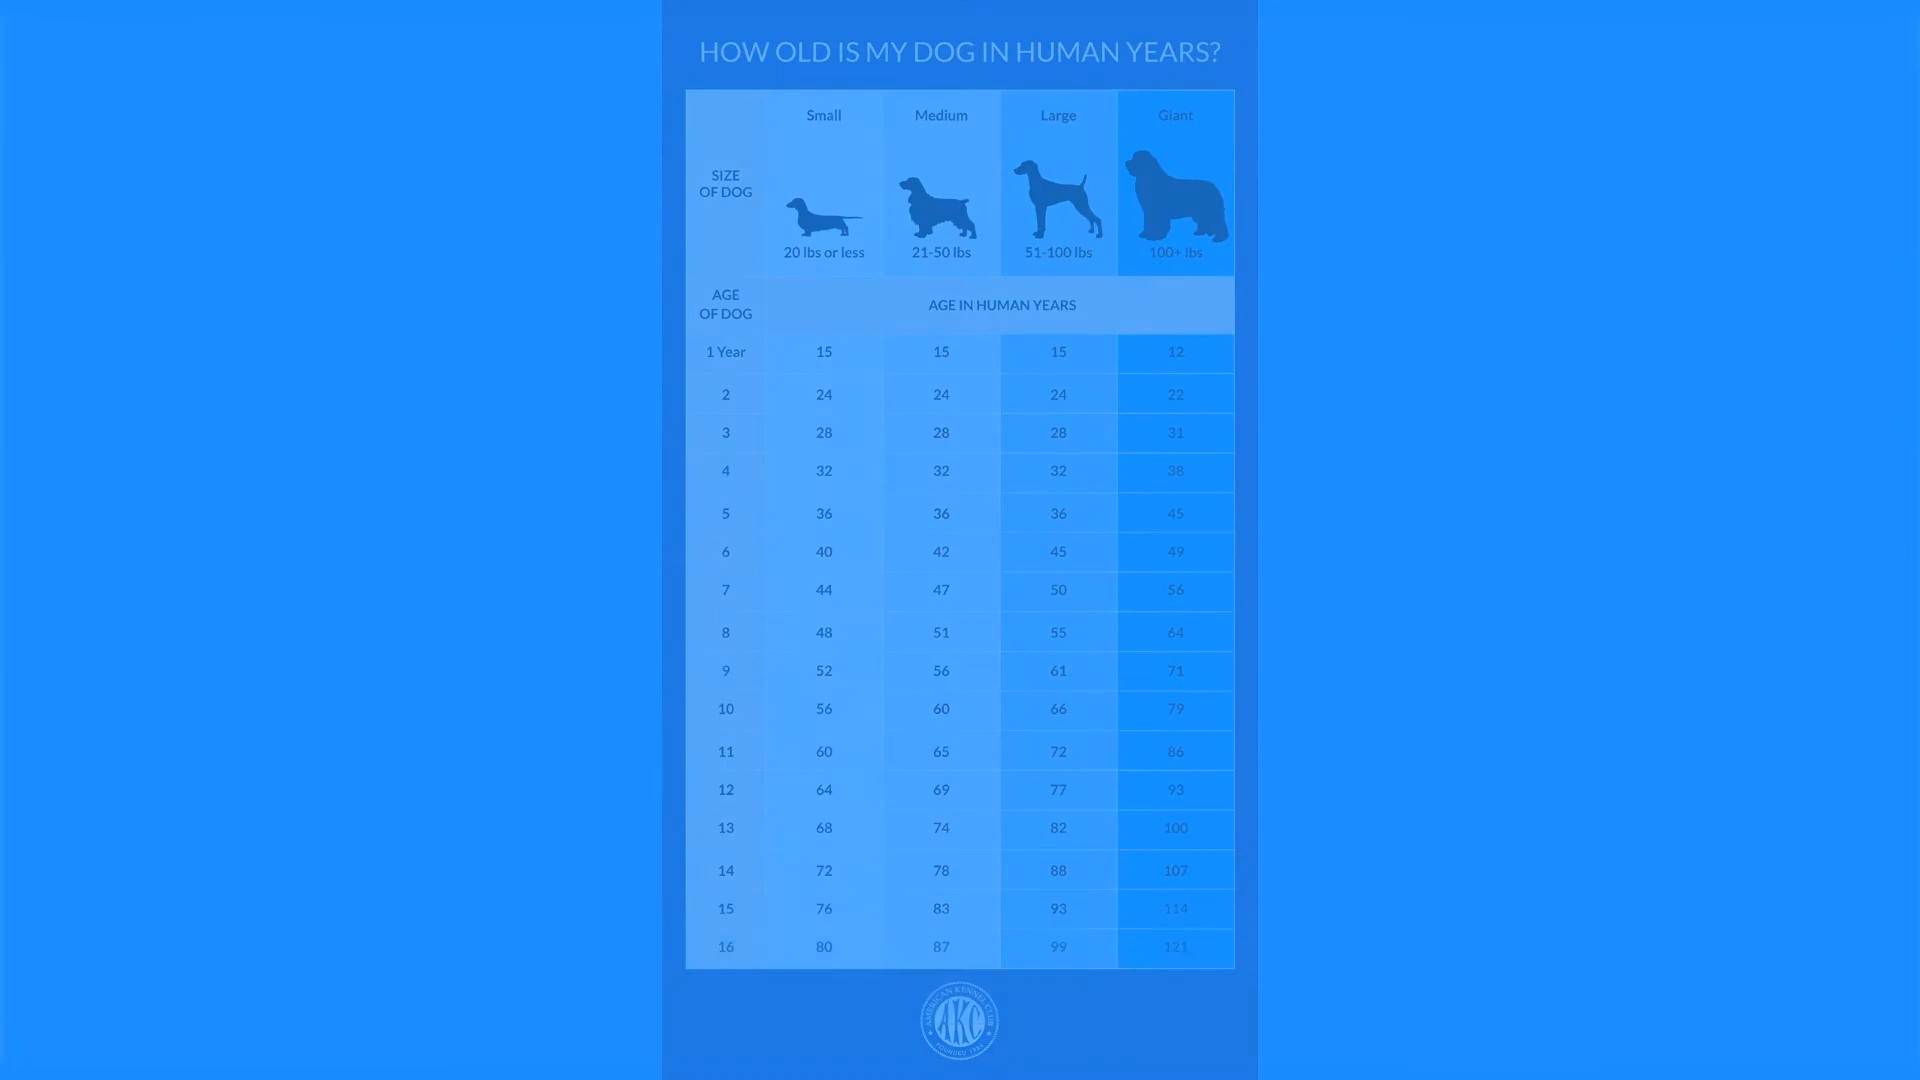 HOW OLD IS MY DOG IN HUMAN YEARS?
Small Medium Large Giant
SIZE
OF DOG
20 lbs or less 21-50 lbs 51-100 lbs 100+ lbs
AGE
OF DOG
AGE IN HUMAN YEARS
1 Year 15 15 15 12
2 24 24 24 22
3 28 28 28 31
4 32 32 32 38
5 36 36 36 45
6 40 42 45 49
7 44 47 50 56
8 48 51 55 64
9 52 56 61 71
10 56 60 66 79
11 60 65 72 86
12 64 69 77 93
13 68 74 82 100
14 72 78 88 107
15 76 83 93 114
16 80 87 99 121
AMERICAN KENNEL CLUB
AKC
FOUNDED 1884